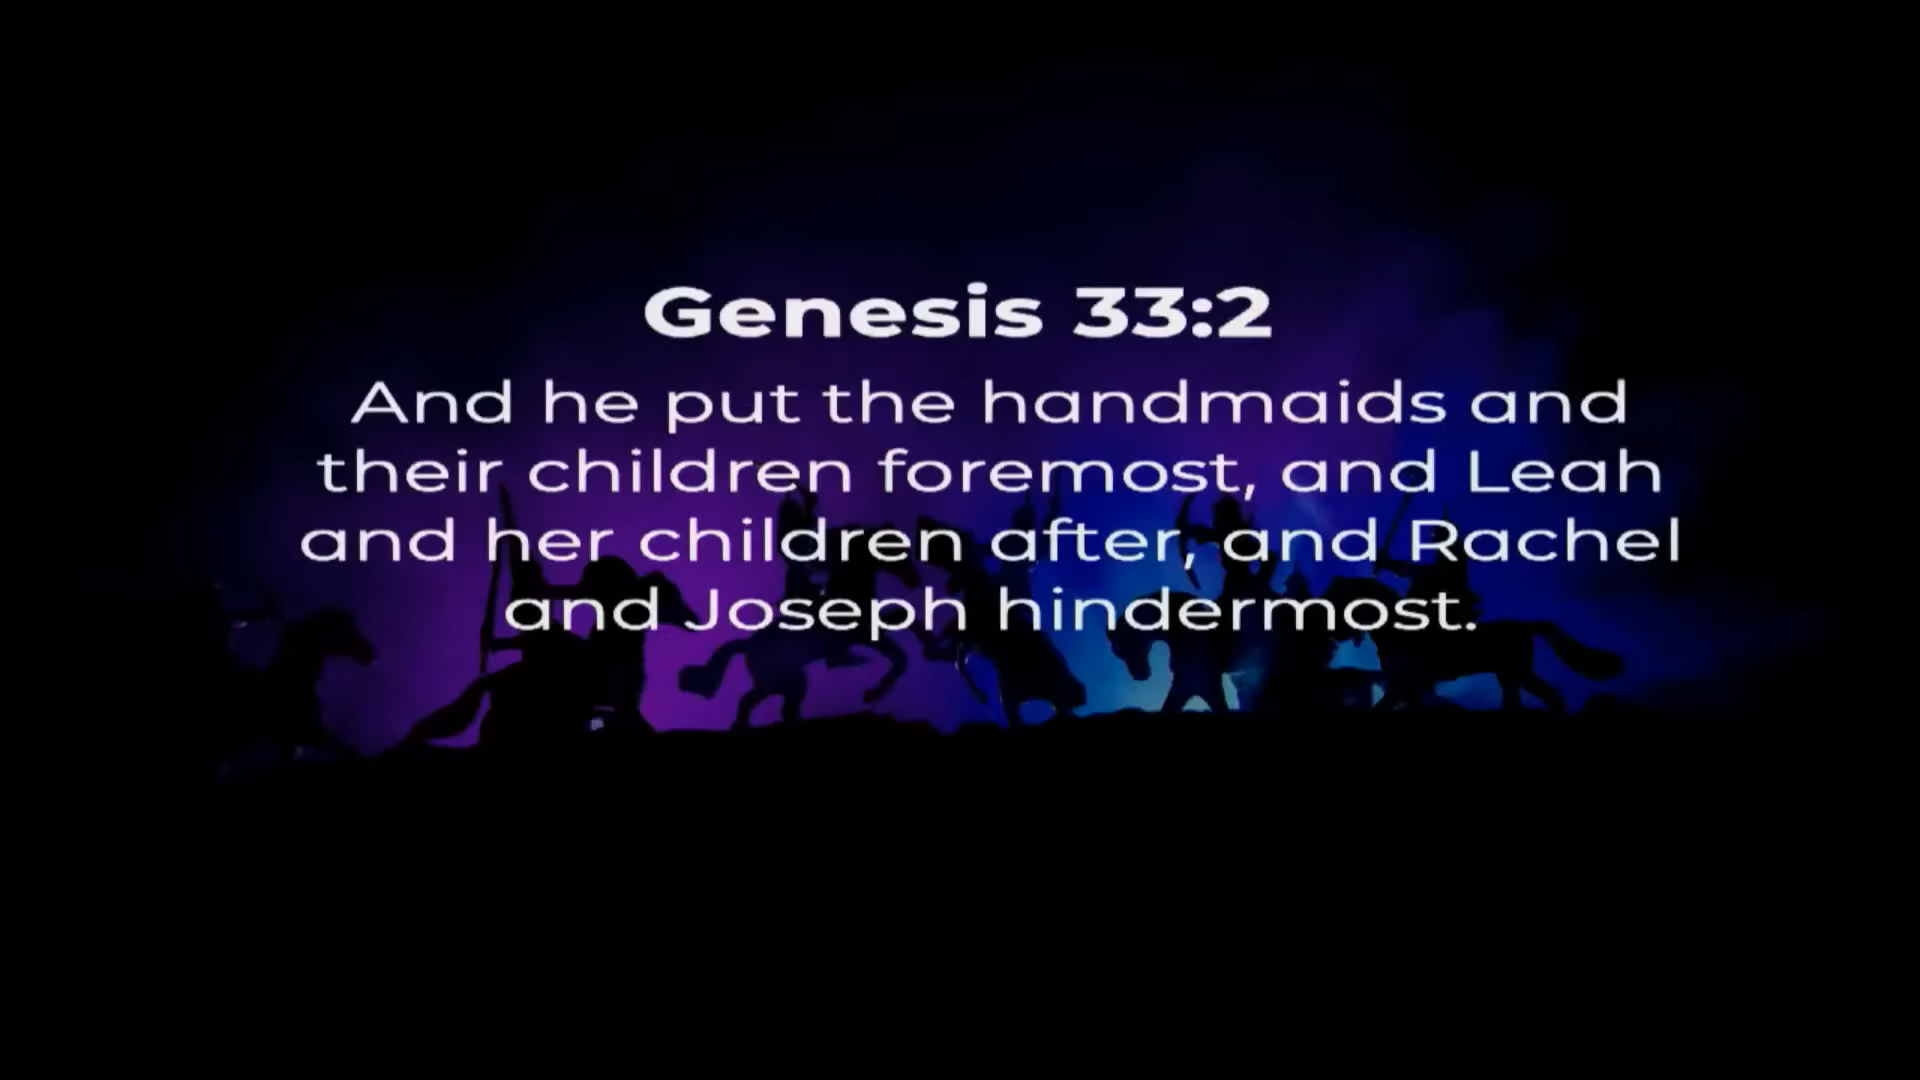 Genesis 33:2
And he put the handmaids and
their children foremost, and Leah
and her children after, and Rachel
and Joseph hindermost.